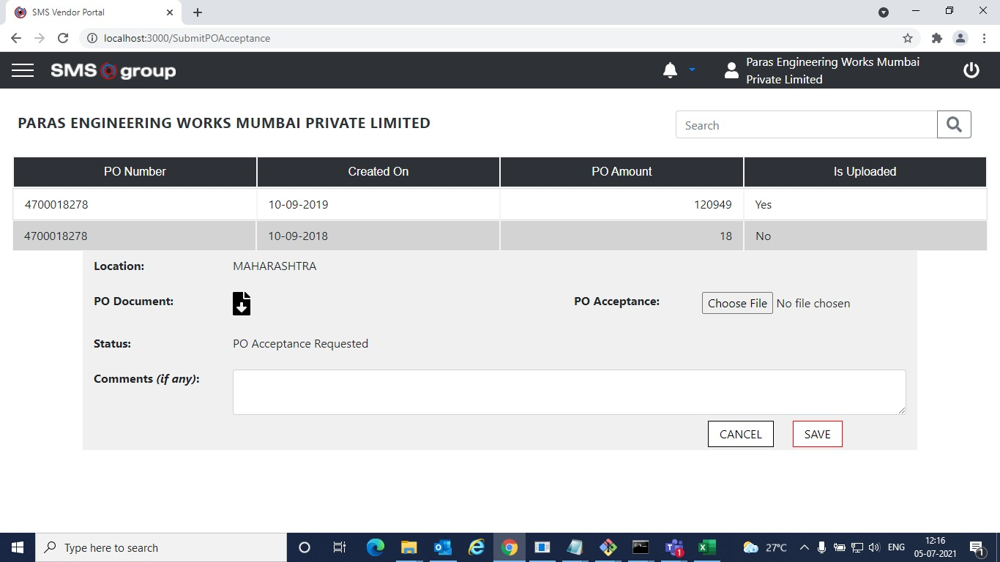 SMS Vendor Portal
localhost:3000/SubmitPOAcceptance
SMS group
Paras Engineering Works Mumbai
Private Limited
PARAS ENGINEERING WORKS MUMBAI PRIVATE LIMITED
Search
PO Number Created On PO Amount Is Uploaded
4700018278 10-09-2019 120949 Yes
4700018278 10-09-2018 18 No
Location: MAHARASHTRA
PO Document: PO Acceptance: Choose File No file chosen
Status: PO Acceptance Requested
Comments (if any):
CANCEL SAVE
Type here to search
1
27°C
ENG
12:16
05-07-2021
1